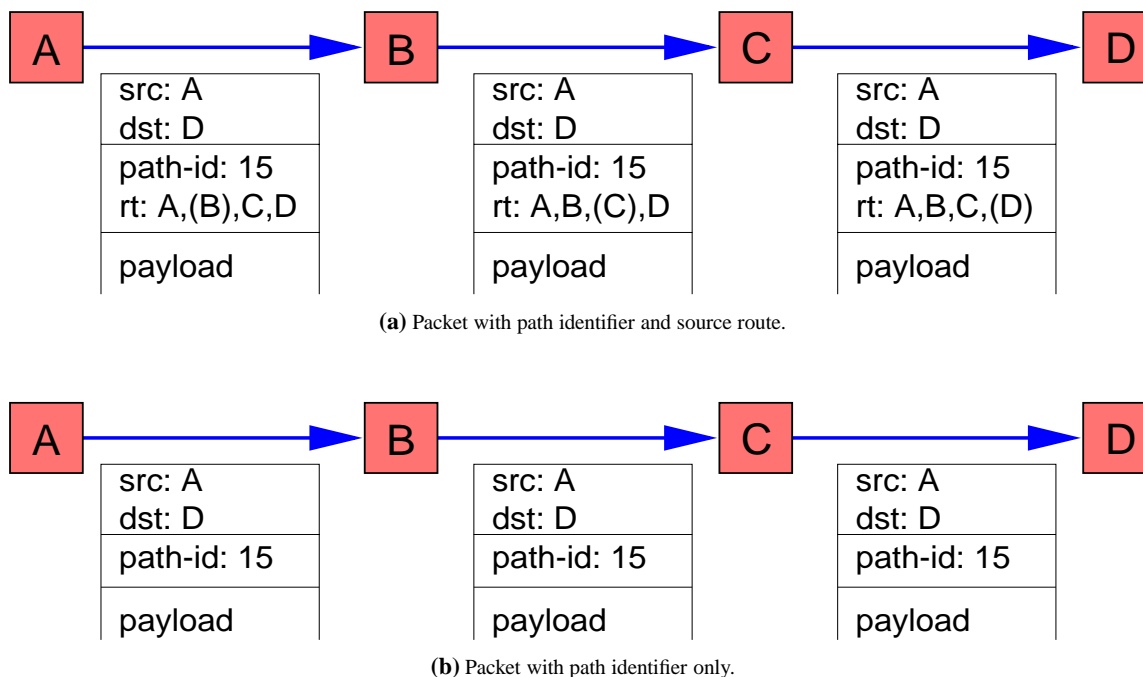 A B C D
src: A
dst: D
path-id: 15
rt: A,(B),C,D
payload
src: A
dst: D
path-id: 15
rt: A,B,(C),D
payload
src: A
dst: D
path-id: 15
rt: A,B,C,(D)
payload
(a) Packet with path identifier and source route.
A B C D
src: A
dst: D
path-id: 15
payload
src: A
dst: D
path-id: 15
payload
src: A
dst: D
path-id: 15
payload
(b) Packet with path identifier only.